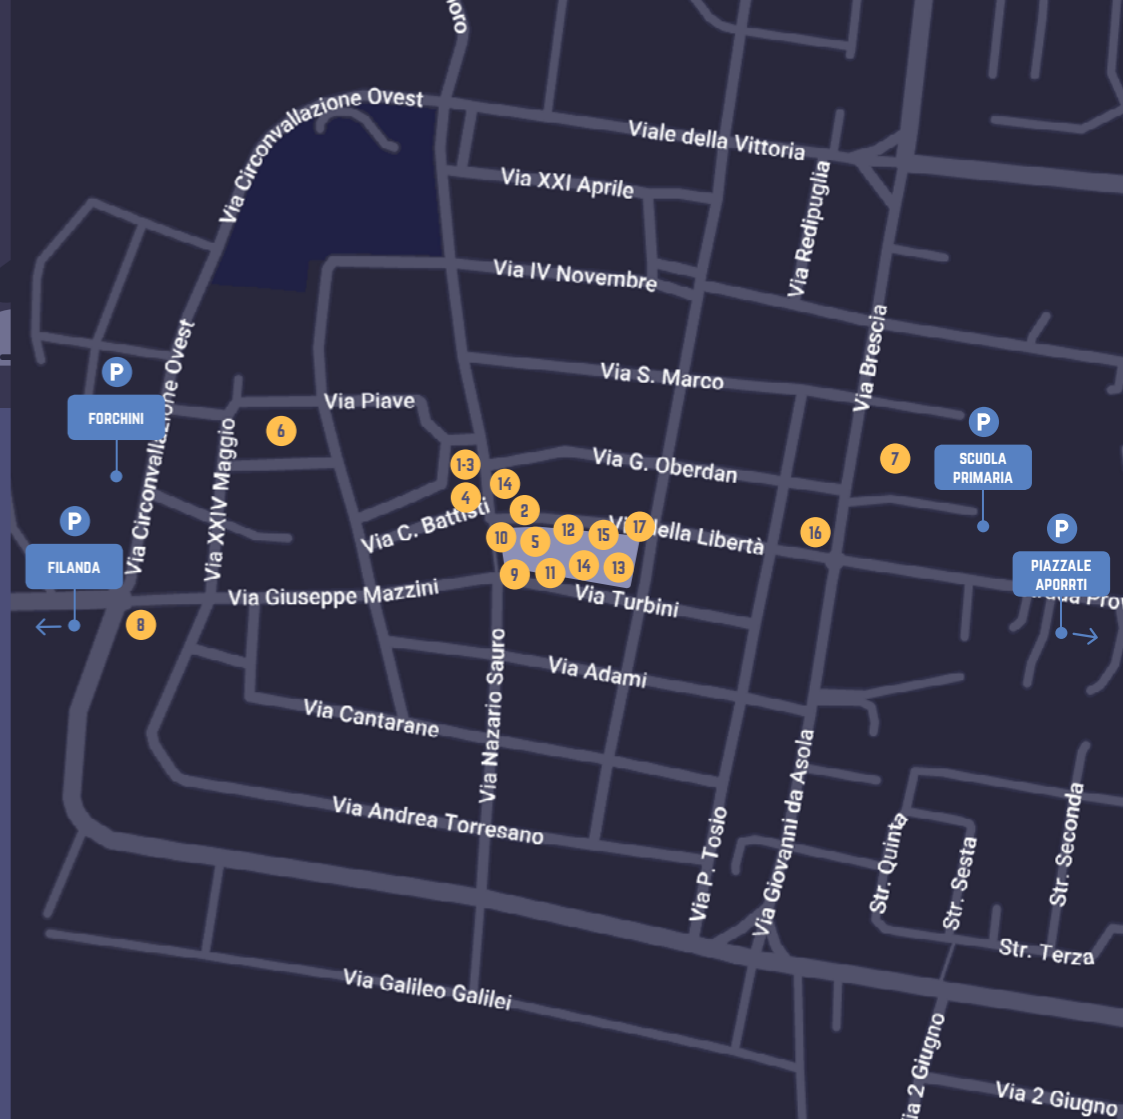 oro
Via Circonvallazione Ovest
Viale della Vittoria
Via XXI Aprile
Via Redipuglia
Via IV Novembre
Via Circonvallazione Ovest
Via Brescia
P
FORCHINI
Via S. Marco
Via Piave
6
Via XXIV Maggio
P
SCUOLA
PRIMARIA
Via G. Oberdan
7
1-3
14
4
2
Via C. Battisti
P
FILANDA
10
5
12
15
17
Via della Libertà
16
P
PIAZZALE
APORRTI
9
11
14
13
Via Giuseppe Mazzini
Via Turbini
8
Via Nazario Sauro
Via Adami
Via Cantarane
Via Andrea Torresano
Via P. Tosio
Via Giovanni da Asola
Str. Quinta
Str. Sesta
Str. Seconda
Str. Terza
Via Galileo Galilei
Via 2 Giugno
Via 2 Giugno